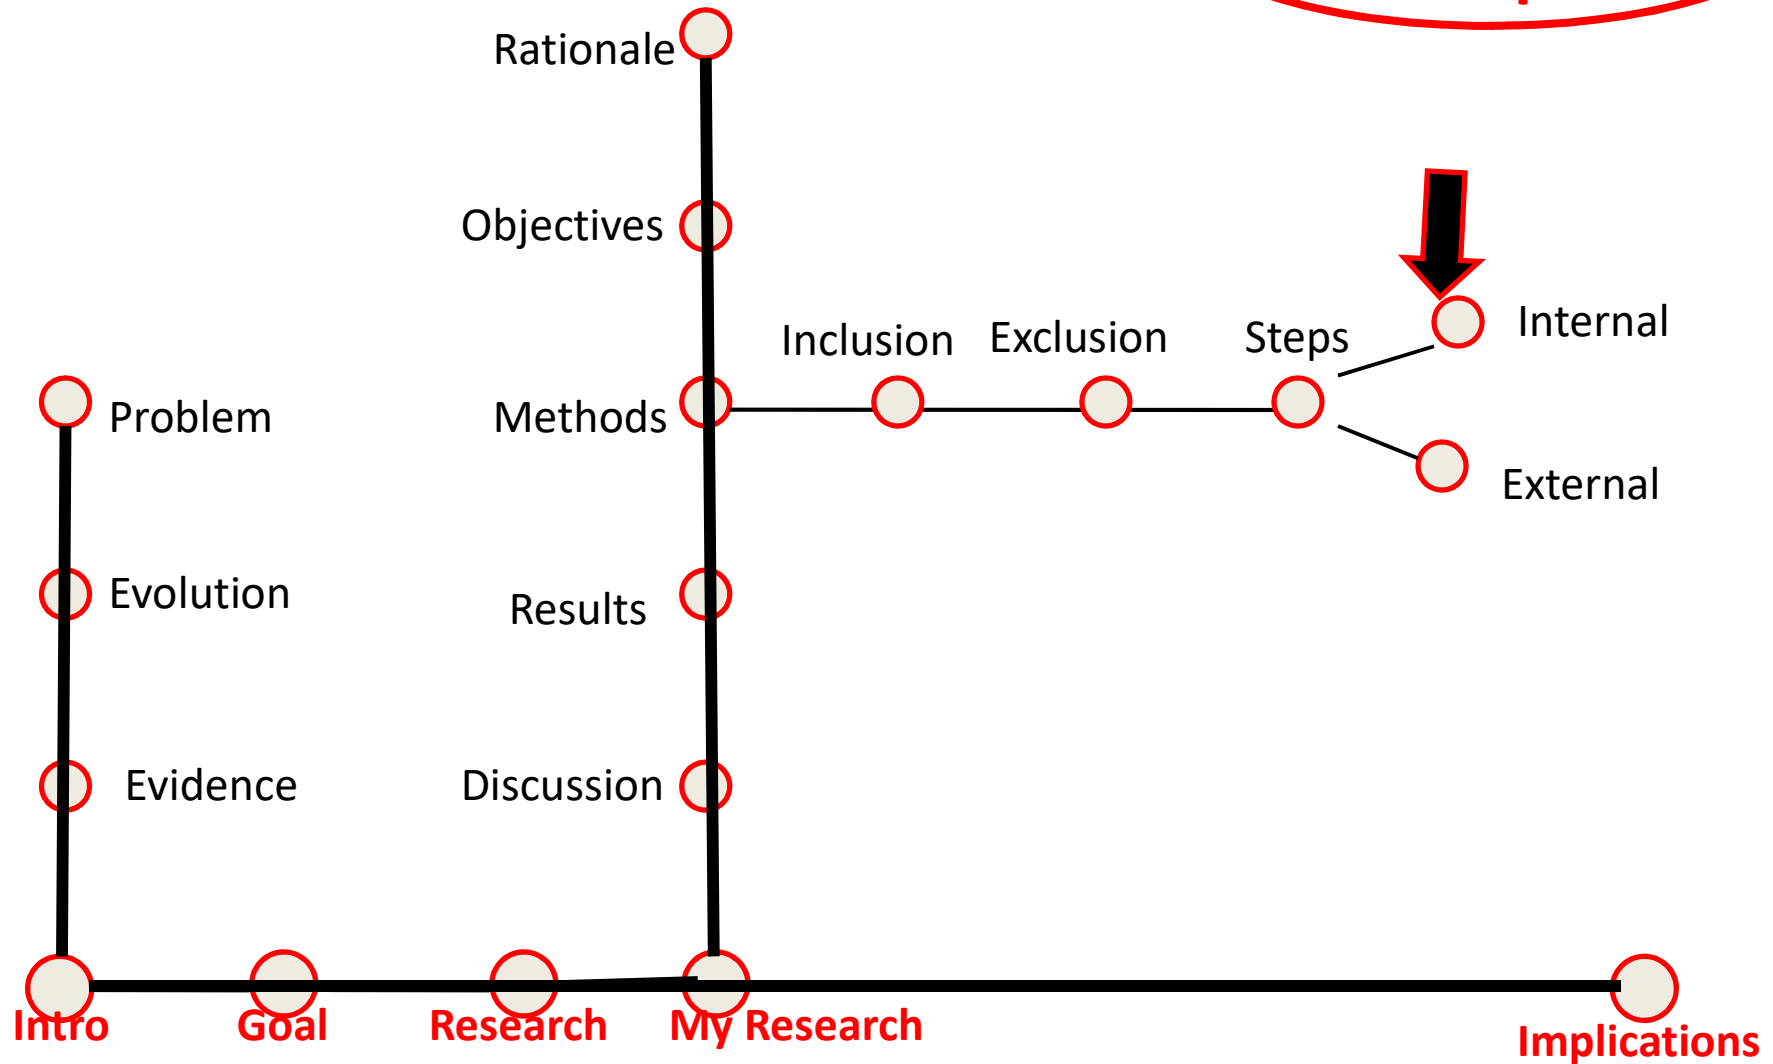 Rationale
Objectives
Internal
Inclusion
Exclusion
Steps
Problem
Methods
External
Evolution
Results
Evidence
Discussion
Intro
Goal
Research
My Research
Implications